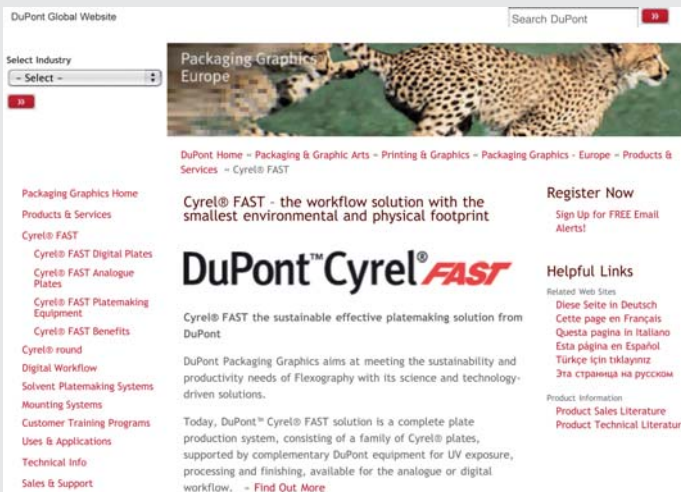 DuPont Global Website
Search DuPont
Select Industry
- Select -
Packaging Graphics
Europe
DuPont Home » Packaging & Graphic Arts » Printing & Graphics » Packaging Graphics - Europe » Products &
Services » Cyrel® FAST
Packaging Graphics Home
Products & Services
Cyrel® FAST
Cyrel® FAST Digital Plates
Cyrel® FAST Analogue
Plates
Cyrel® FAST Platemaking
Equipment
Cyrel® FAST Benefits
Cyrel® round
Digital Workflow
Solvent Platemaking Systems
Mounting Systems
Customer Training Programs
Uses & Applications
Technical Info
Sales & Support
Cyrel® FAST - the workflow solution with the
smallest environmental and physical footprint
DuPont™ Cyrel® FAST
Cyrel® FAST the sustainable effective platemaking solution from
DuPont
DuPont Packaging Graphics aims at meeting the sustainability and
productivity needs of Flexography with its science and technology-
driven solutions.
Today, DuPont™ Cyrel® FAST solution is a complete plate
production system, consisting of a family of Cyrel® plates,
supported by complementary DuPont equipment for UV exposure,
processing and finishing, available for the analogue or digital
workflow. » Find Out More
Register Now
Sign Up for FREE Email
Alerts!
Helpful Links
Related Web Sites
Diese Seite in Deutsch
Cette page en Français
Questa pagina in Italiano
Esta página en Español
Türkçe için tıklayınız
Эта страница на русском
Product Information
Product Sales Literature
Product Technical Literatur